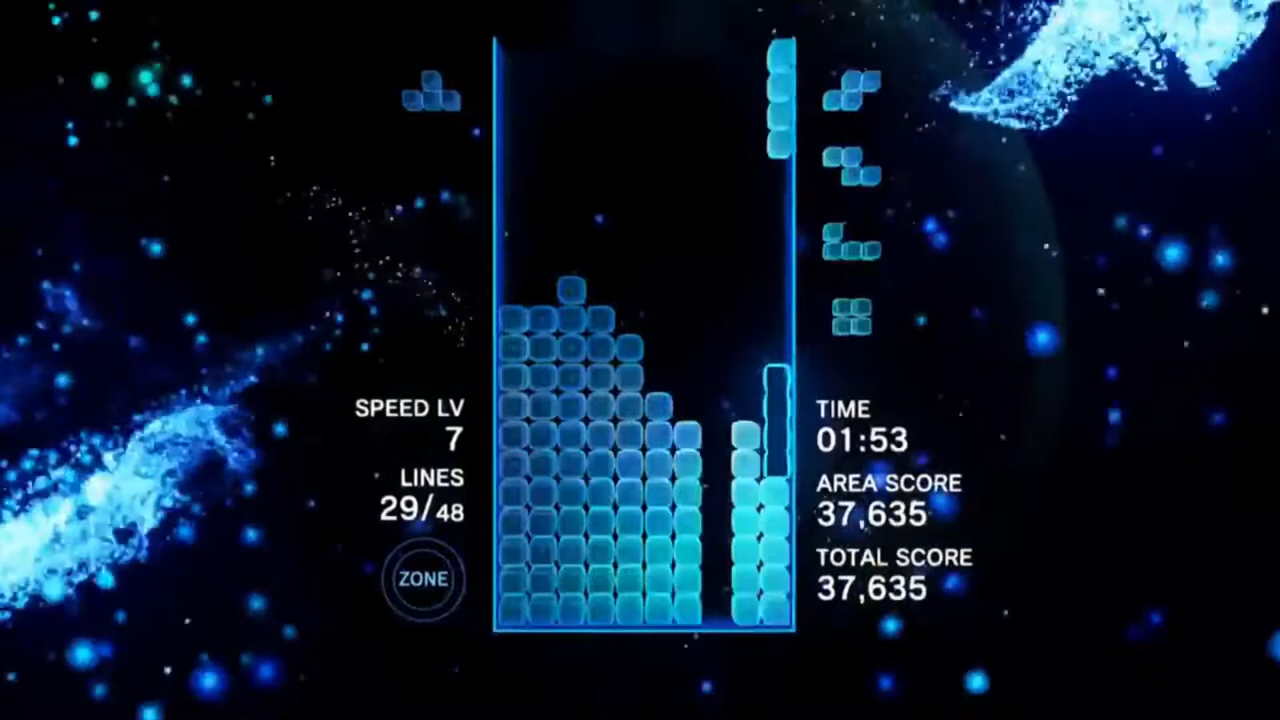 SPEED LV
7
LINES
29/48
ZONE
TIME
01:53
AREA SCORE
37,635
TOTAL SCORE
37,635